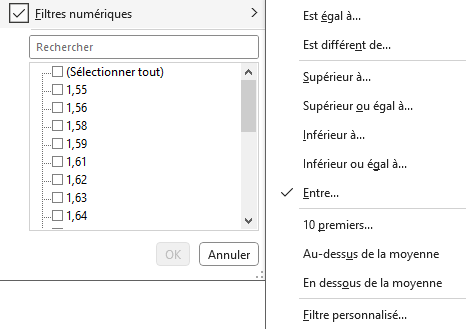 Filtres numériques
Rechercher
(Sélectionner tout)
1,55
1,56
1,58
1,59
1,61
1,62
1,63
1,64
OK
Annuler
Est égal à...
Est différent de...
Supérieur à...
Supérieur ou égal à...
Inférieur à...
Inférieur ou égal à...
Entre...
10 premiers...
Au-dessus de la moyenne
En dessous de la moyenne
Filtre personnalisé...